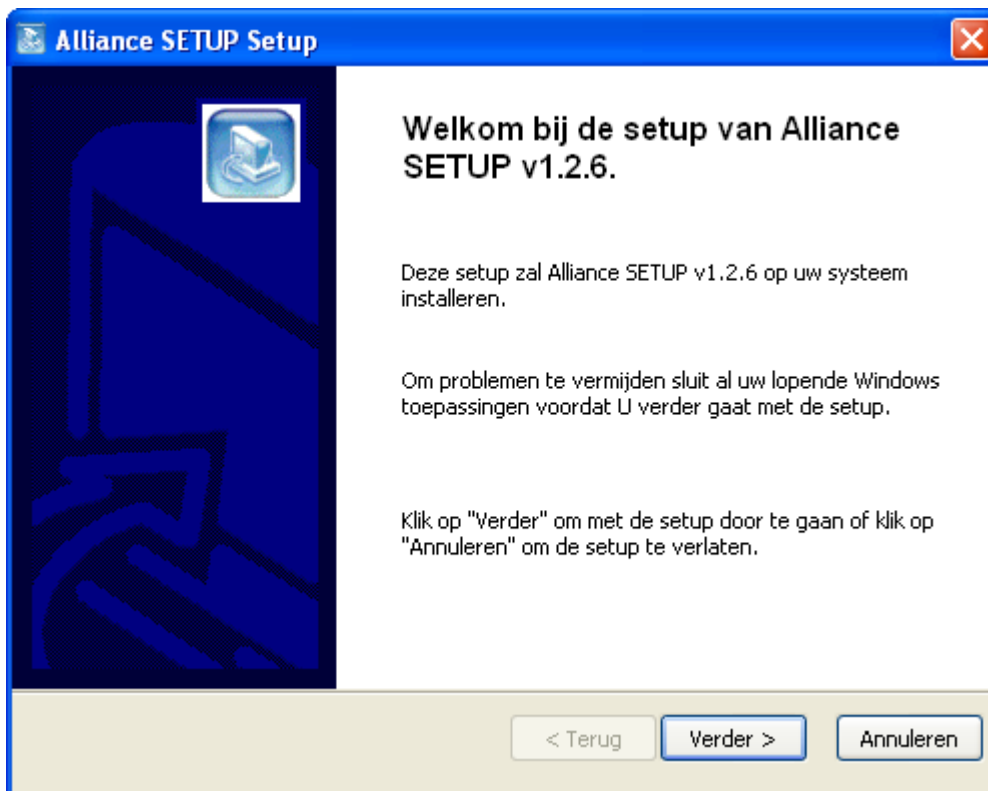 Alliance SETUP Setup
Welkom bij de setup van Alliance
SETUP v1.2.6.
Deze setup zal Alliance SETUP v1.2.6 op uw systeem
installeren.
Om problemen te vermijden sluit al uw lopende Windows
toepassingen voordat U verder gaat met de setup.
Klik op "Verder" om met de setup door te gaan of klik op
"Annuleren" om de setup te verlaten.
< Terug
Verder >
Annuleren